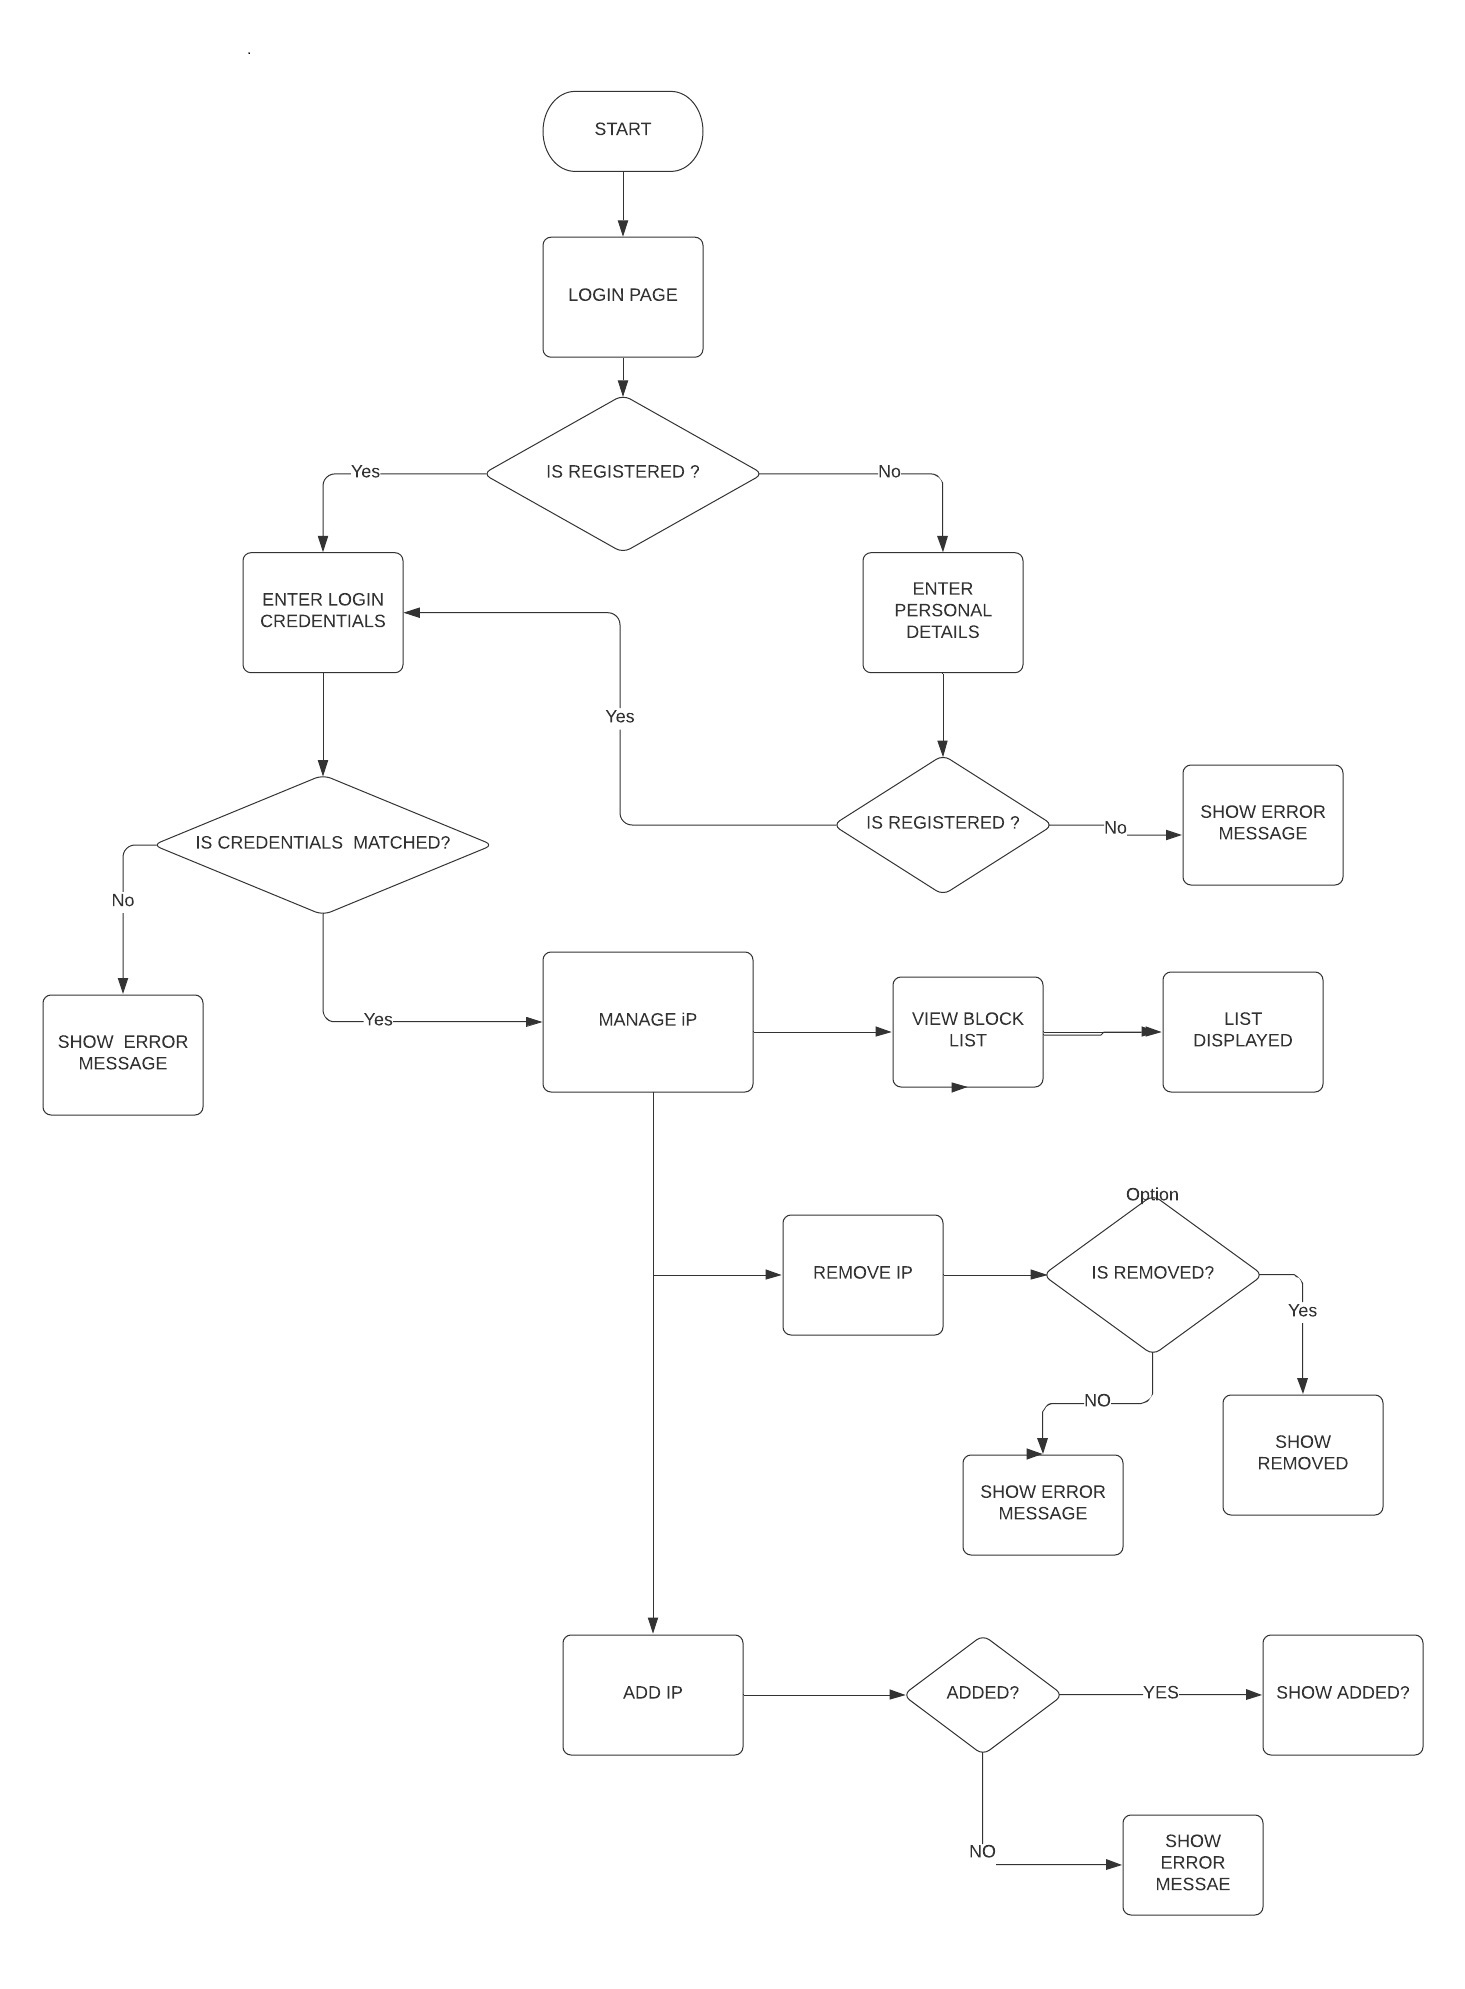 .
START
LOGIN PAGE
IS REGISTERED ?
Yes
No
ENTER LOGIN
CREDENTIALS
ENTER
PERSONAL
DETAILS
Yes
IS CREDENTIALS  MATCHED?
IS REGISTERED ?
No
SHOW ERROR
MESSAGE
No
SHOW  ERROR
MESSAGE
Yes
MANAGE iP
VIEW BLOCK
LIST
LIST
DISPLAYED
Option
REMOVE IP
IS REMOVED?
Yes
NO
SHOW ERROR
MESSAGE
SHOW
REMOVED
ADD IP
ADDED?
YES
SHOW ADDED?
NO
SHOW
ERROR
MESSAE